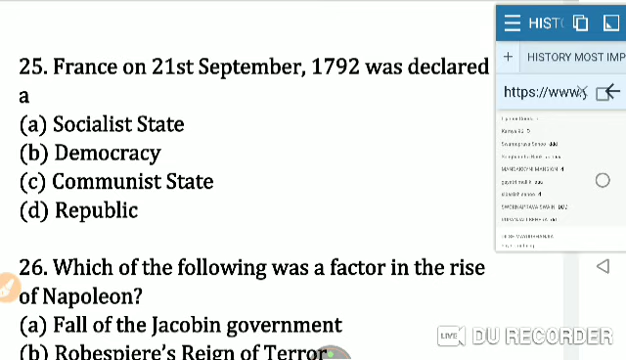 25. France on 21st September, 1792 was declared
a
(a) Socialist State
(b) Democracy
(c) Communist State
(d) Republic
26. Which of the following was a factor in the rise
of Napoleon?
(a) Fall of the Jacobin government
(b) Robespiere's Reign of Terror
HIST
+ HISTORY MOST IMP
https://www.y
LIVE DU RECORDER